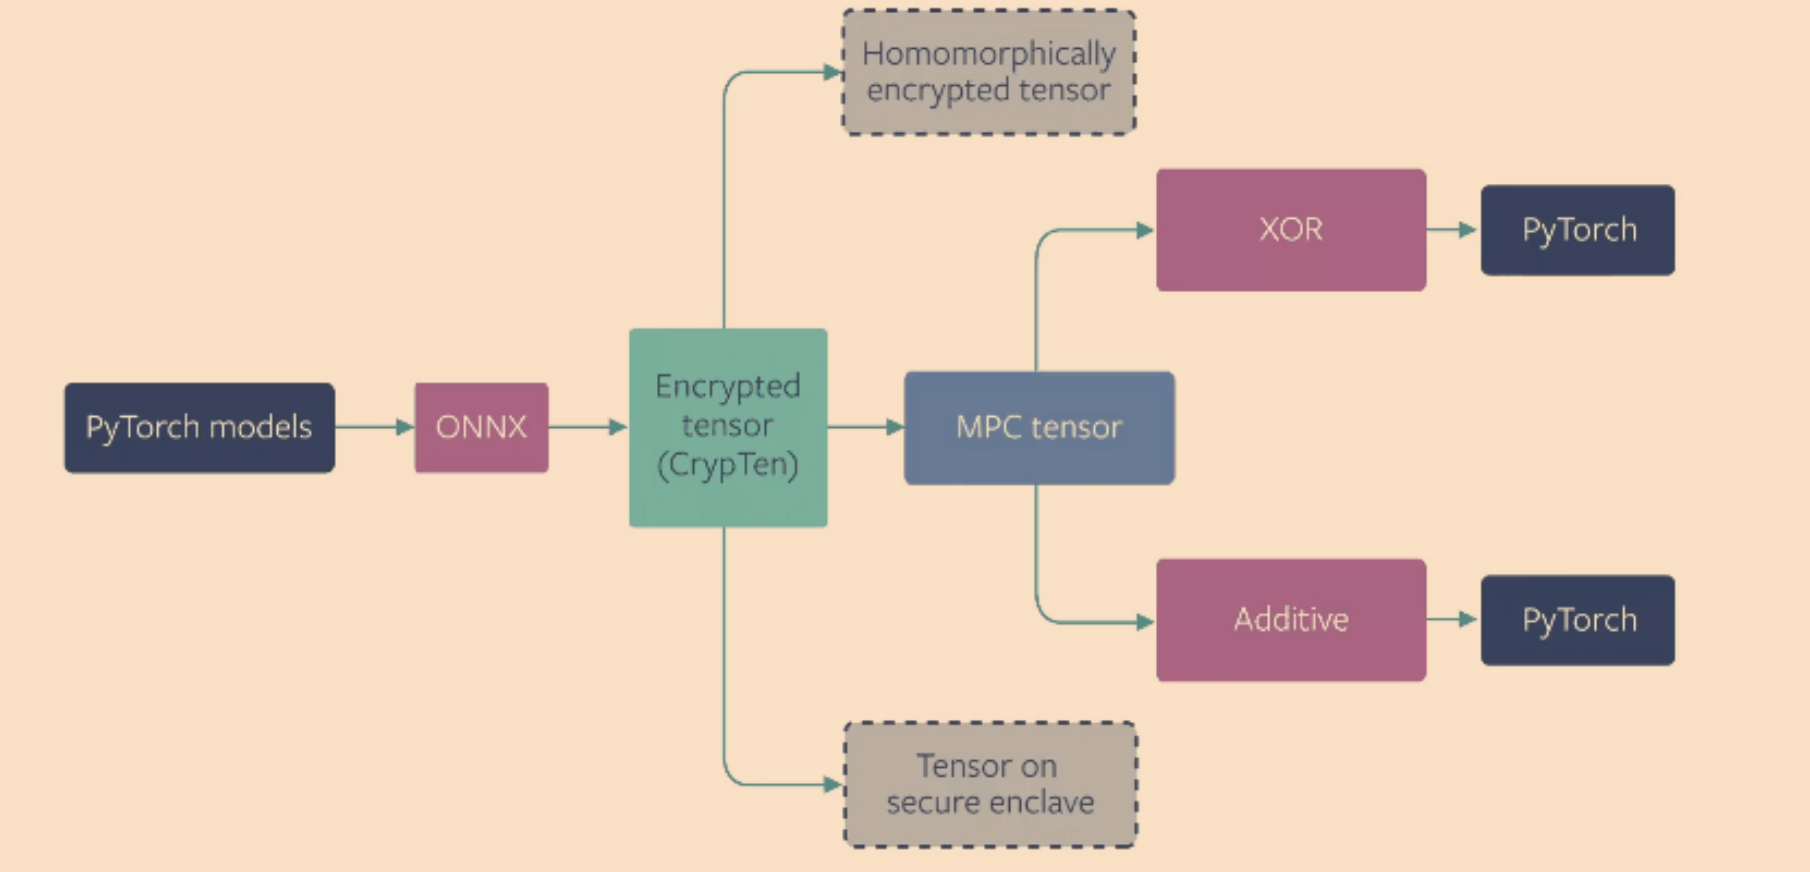 Homomorphically
encrypted tensor
XOR
PyTorch
PyTorch models
ONNX
Encrypted
tensor
(CrypTen)
MPC tensor
Additive
PyTorch
Tensor on
secure enclave